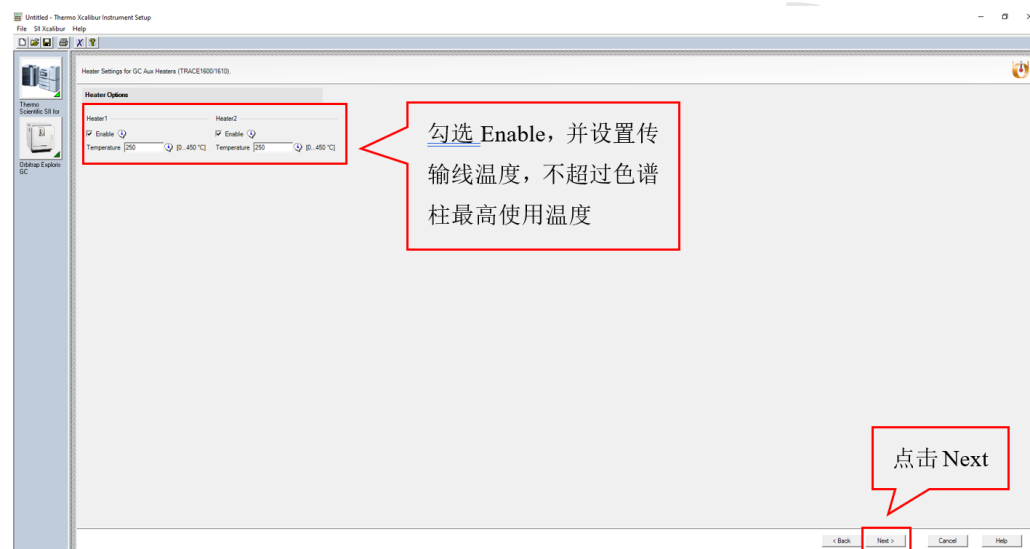 Untitled - Thermo Xcalibur Instrument Setup
File SII Xcalibur Help
Thermo
Scientific SII for
Orbitrap Exploris
GC
Heater Settings for GC Aux Heaters (TRACE1600/1610).
Heater Options
Heater1 Heater2
Enable Enable
Temperature 250 [0...450 °C] Temperature 250 [0...450 °C]
勾选 Enable，并设置传
输线温度，不超过色谱
柱最高使用温度
点击 Next
< Back Next > Cancel Help